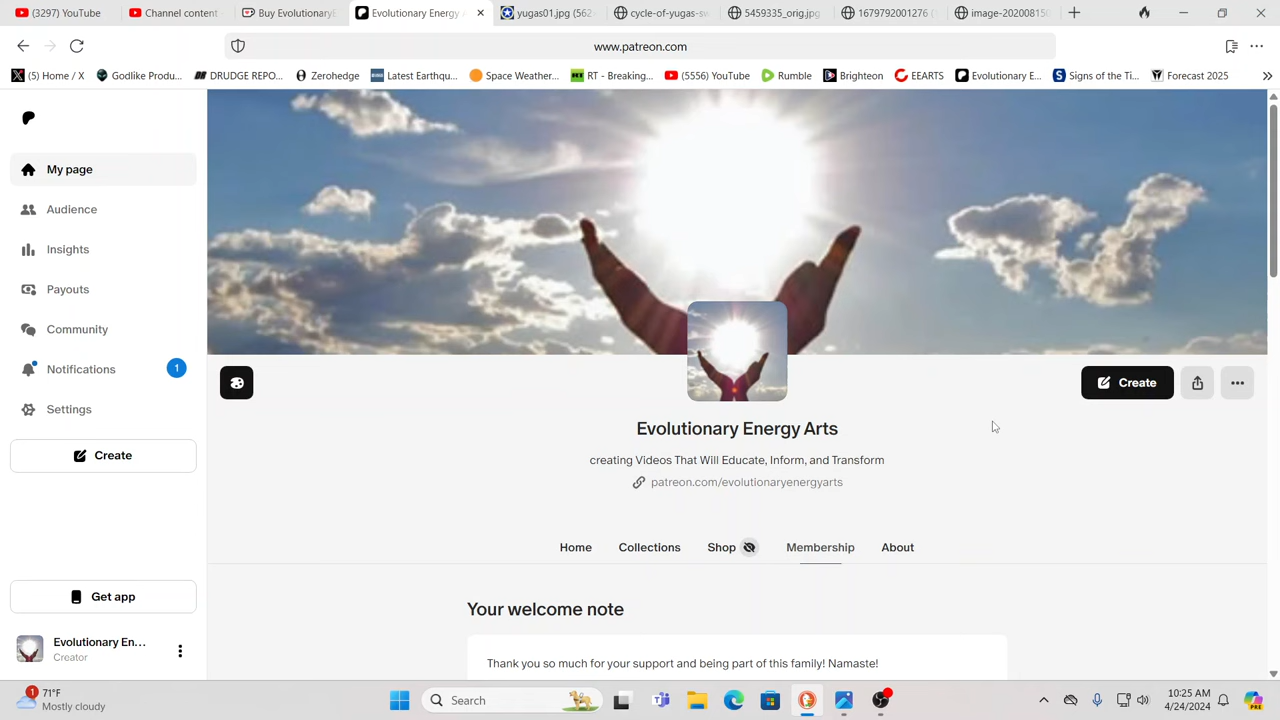 (3297) YouTube
Channel content
Buy Evolutionary
Evolutionary Energy A
yugas01.jpg (562
cycle-of-yugas-sw
5459335_orig.jpg
1679792001276 (
image-20200815
www.patreon.com
(5) Home / X
Godlike Produ...
DRUDGE REPO...
Zerohedge
Latest Earthqu...
Space Weather...
RT - Breaking...
(5556) YouTube
Rumble
Brighteon
EEARTS
Evolutionary E...
Signs of the Ti...
Forecast 2025
My page
Audience
Insights
Payouts
Community
Notifications
1
Settings
Create
Get app
Evolutionary En...
Creator
Create
Evolutionary Energy Arts
creating Videos That Will Educate, Inform, and Transform
patreon.com/evolutionaryenergyarts
Home
Collections
Shop
Membership
About
Your welcome note
Thank you so much for your support and being part of this family! Namaste!
1
71°F
Mostly cloudy
Search
10:25 AM
4/24/2024